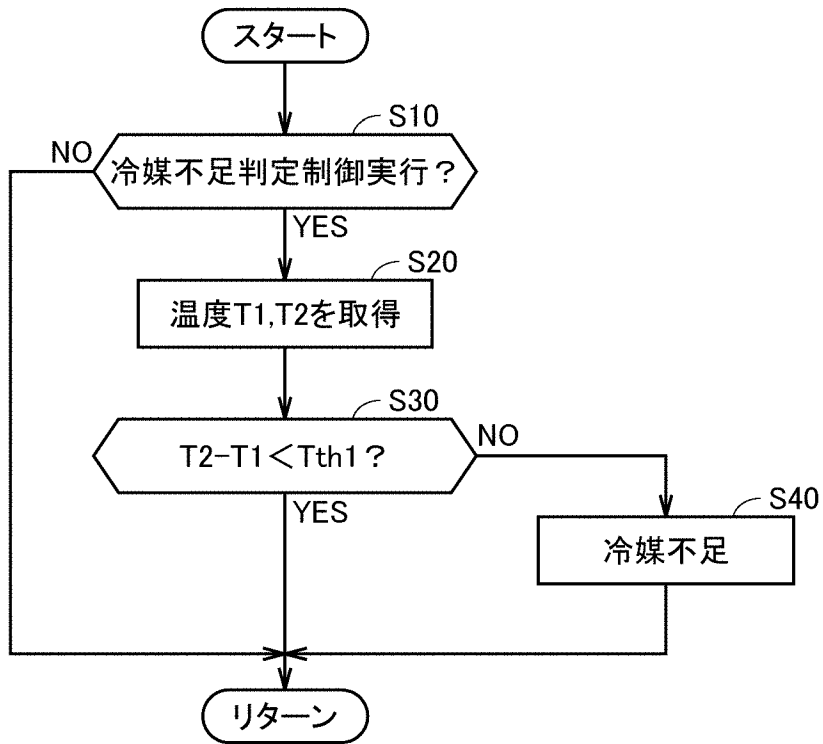 スタート
S10
NO
冷媒不足判定制御実行？
YES
S20
温度T1,T2を取得
S30
T2-T1＜Tth1？
NO
YES
S40
冷媒不足
リターン